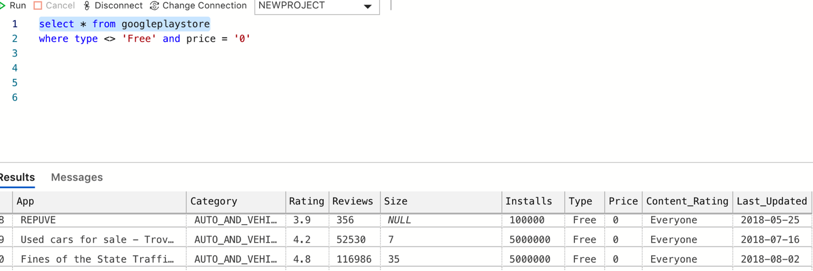 Run Cancel Disconnect Change Connection NEWPROJECT
1 select * from googleplaystore
2 where type <> 'Free' and price = '0'
3
4
5
6
Results Messages
App Category Rating Reviews Size Installs Type Price Content_Rating Last_Updated
8 REPUVE AUTO_AND_VEHI… 3.9 356 NULL 100000 Free 0 Everyone 2018-05-25
9 Used cars for sale - Trov… AUTO_AND_VEHI… 4.2 52530 7 5000000 Free 0 Everyone 2018-07-16
0 Fines of the State Traffi… AUTO_AND_VEHI… 4.8 116986 35 5000000 Free 0 Everyone 2018-08-02